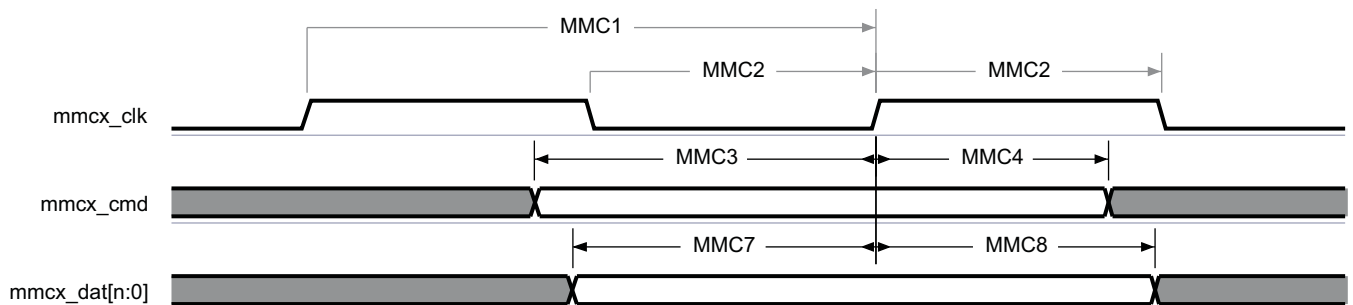 MMC1
MMC2 MMC2
mmcx_clk
MMC3 MMC4
mmcx_cmd
MMC7 MMC8
mmcx_dat[n:0]